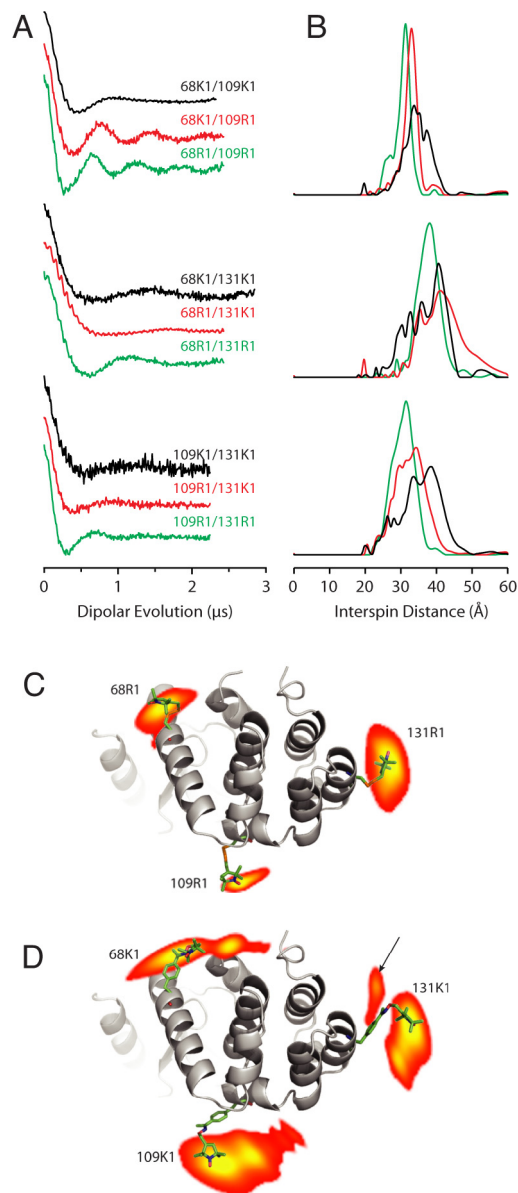 A
B
68K1/109K1
68K1/109R1
68R1/109R1
68K1/131K1
68R1/131K1
68R1/131R1
109K1/131K1
109R1/131K1
109R1/131R1
0 1 2 3
Dipolar Evolution (µs)
0 10 20 30 40 50 60
Interspin Distance (Å)
C
68R1
131R1
109R1
D
68K1
131K1
109K1